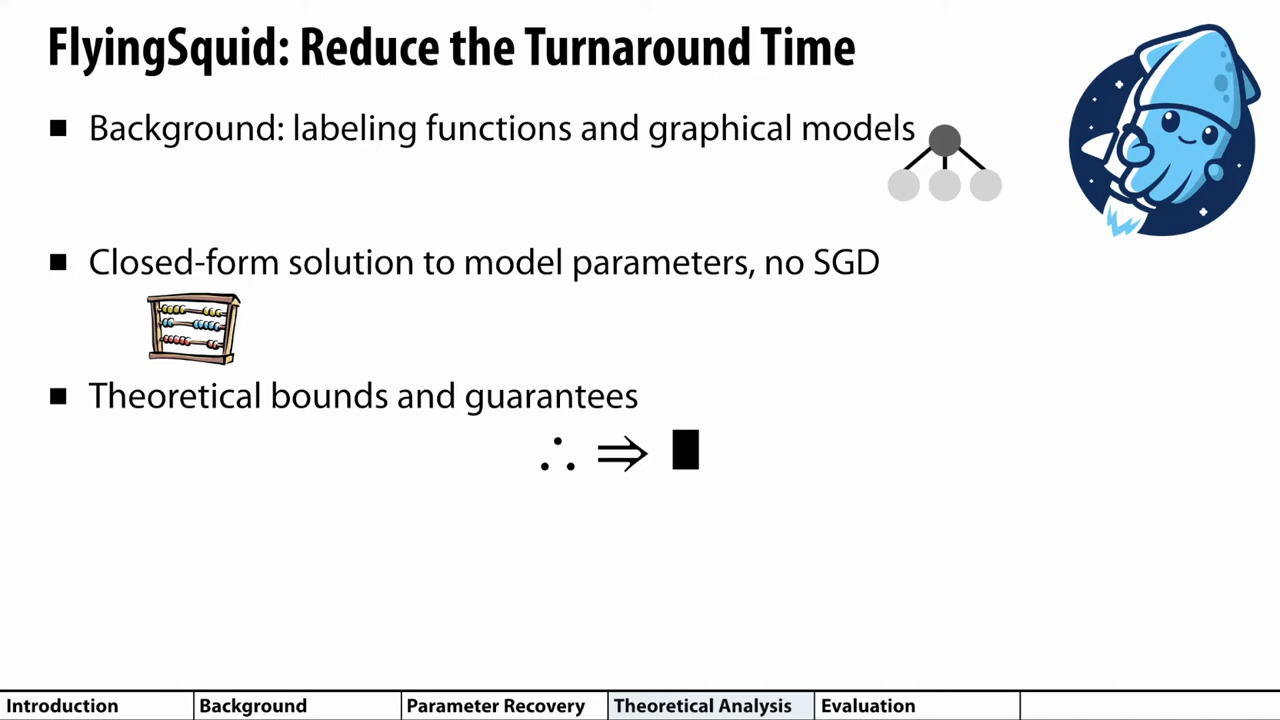 FlyingSquid: Reduce the Turnaround Time
■ Background: labeling functions and graphical models
■ Closed-form solution to model parameters, no SGD
■ Theoretical bounds and guarantees
∴ ⇒ ∎
Introduction
Background
Parameter Recovery
Theoretical Analysis
Evaluation